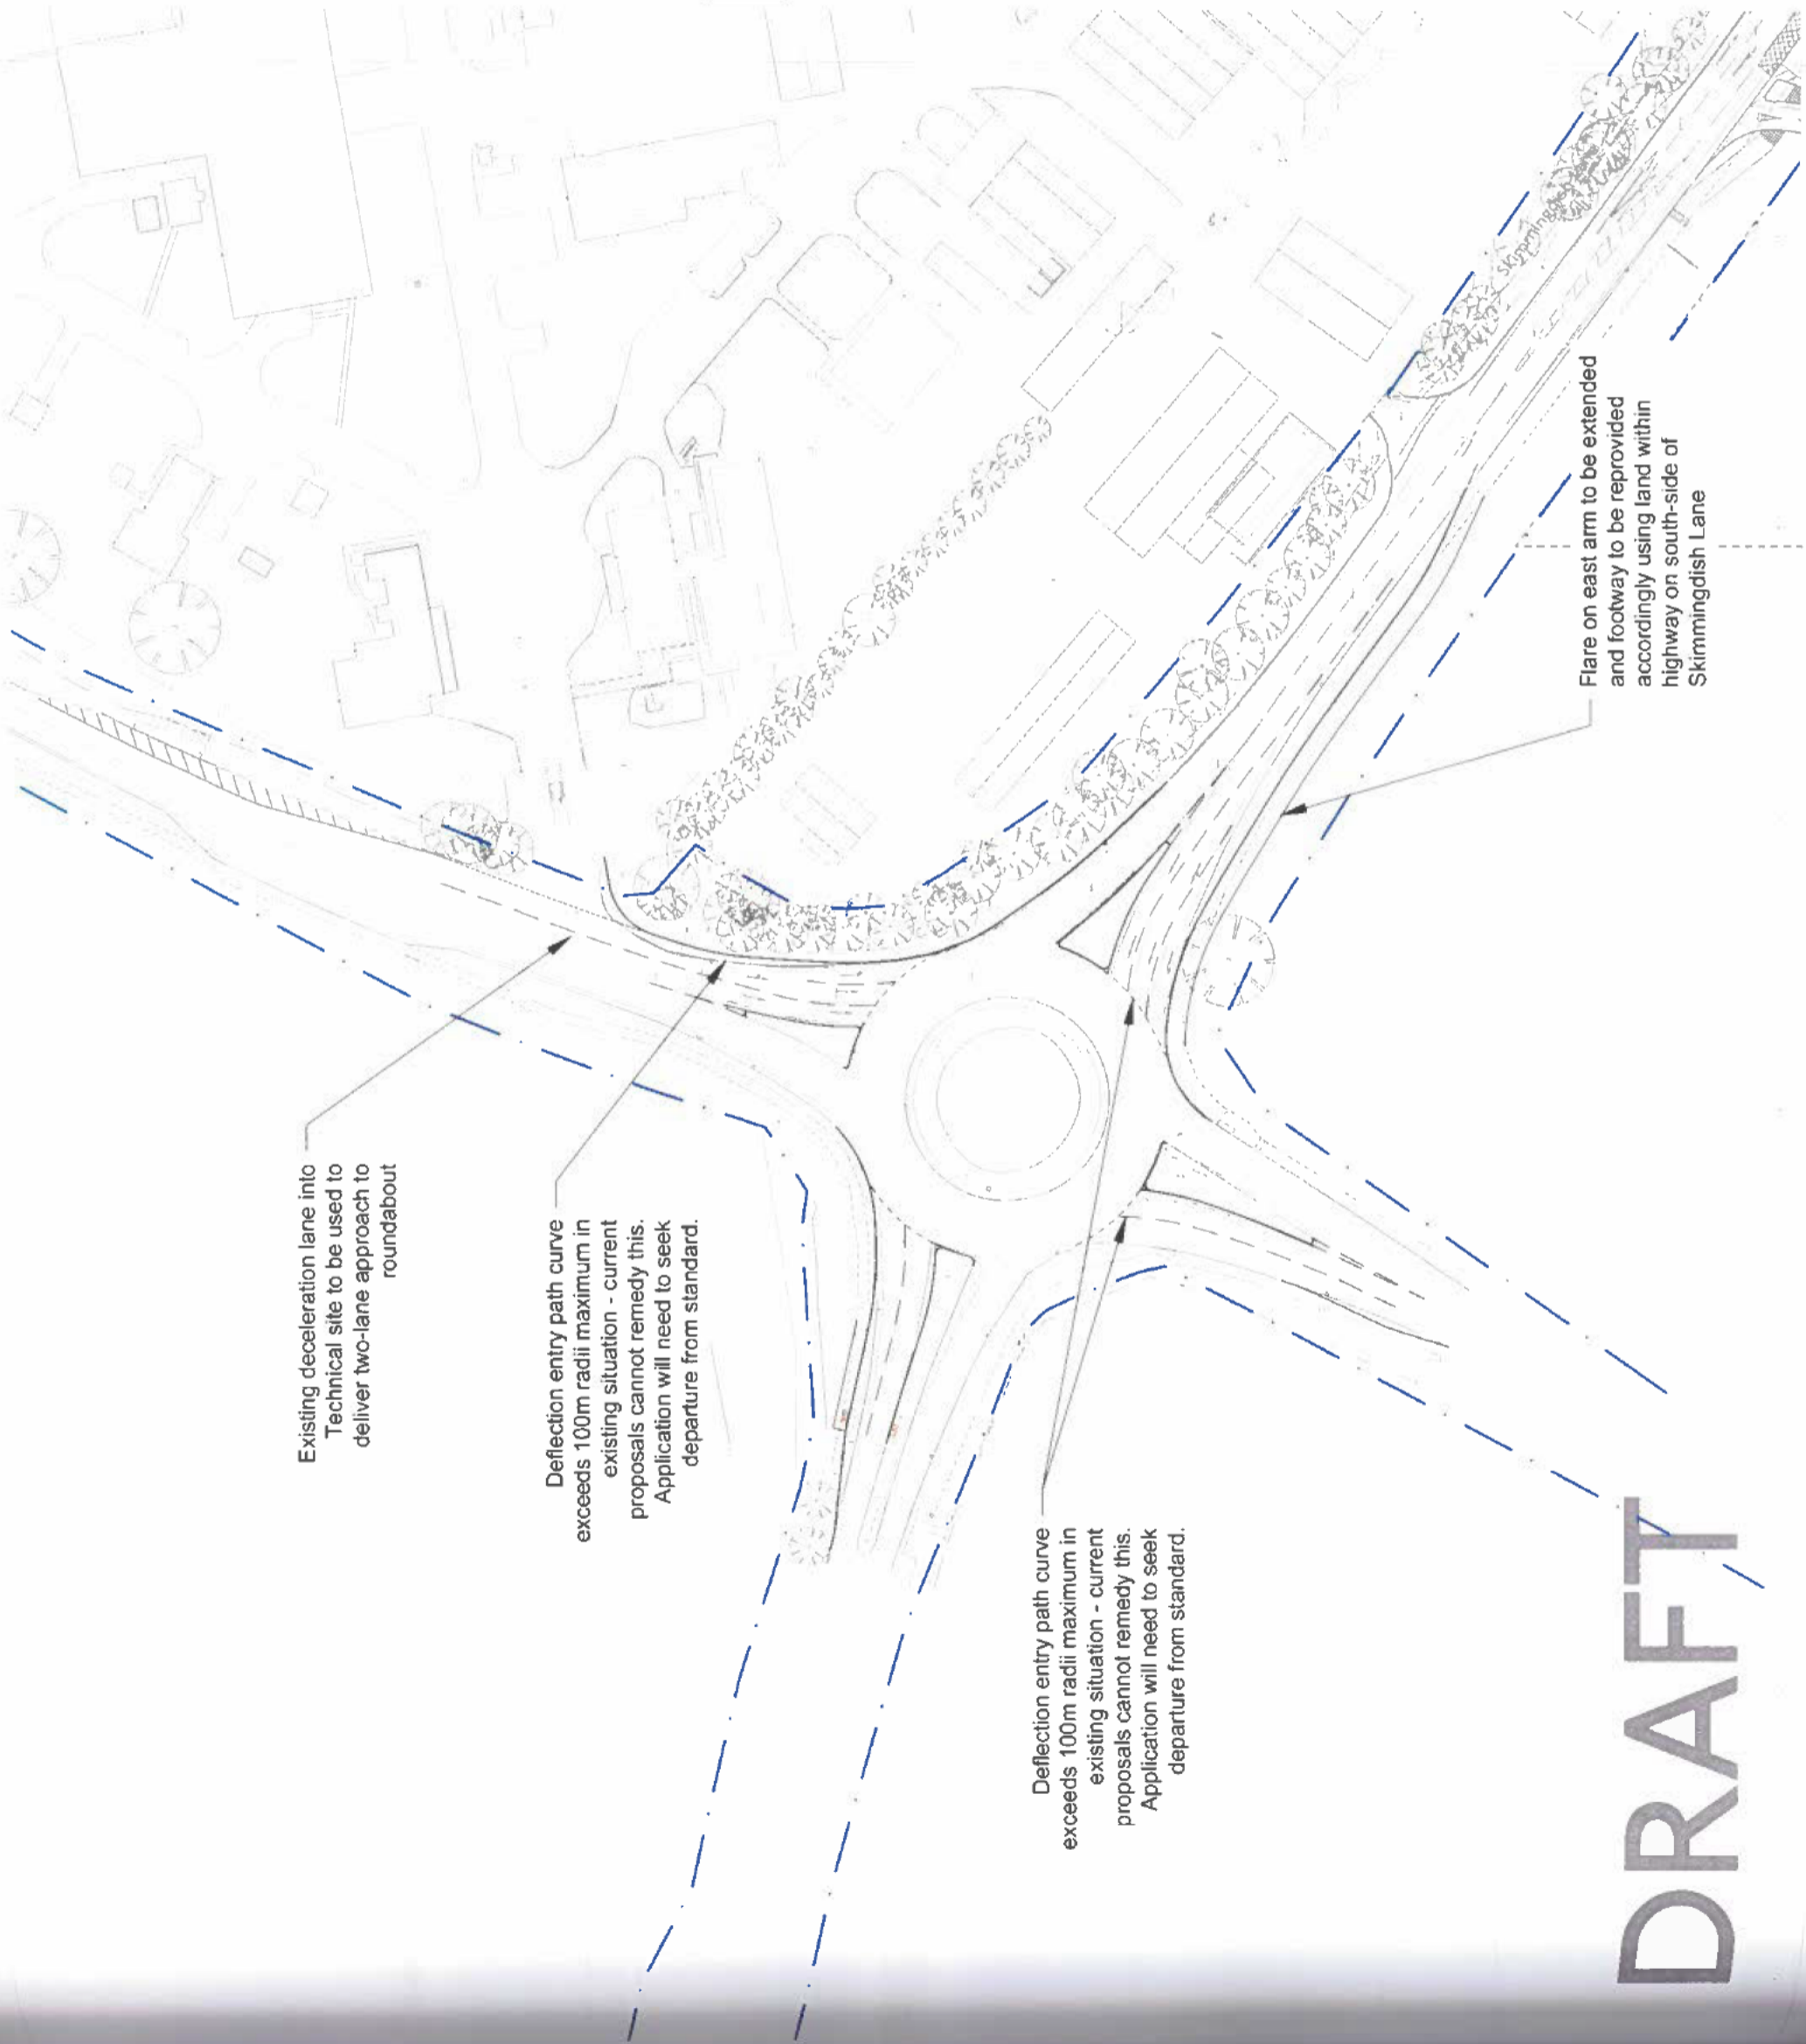 Existing deceleration lane into
Technical site to be used to
deliver two-lane approach to
roundabout
Deflection entry path curve
exceeds 100m radii maximum in
existing situation - current
proposals cannot remedy this.
Application will need to seek
departure from standard.
Deflection entry path curve
exceeds 100m radii maximum in
existing situation - current
proposals cannot remedy this.
Application will need to seek
departure from standard.
Flare on east arm to be extended
and footway to be reprovided
accordingly using land within
highway on south-side of
Skimmingdish Lane
DRAFT